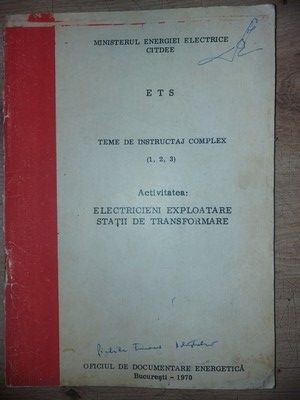 MINISTERUL ENERGIEI ELECTRICE
CITDEE
E T S
TEME DE INSTRUCTAJ COMPLEX
(1, 2, 3)
Activitatea:
ELECTRICIENI EXPLOATARE
STAŢII DE TRANSFORMARE
OFICIUL DE DOCUMENTARE ENERGETICĂ
Bucureşti - 1970